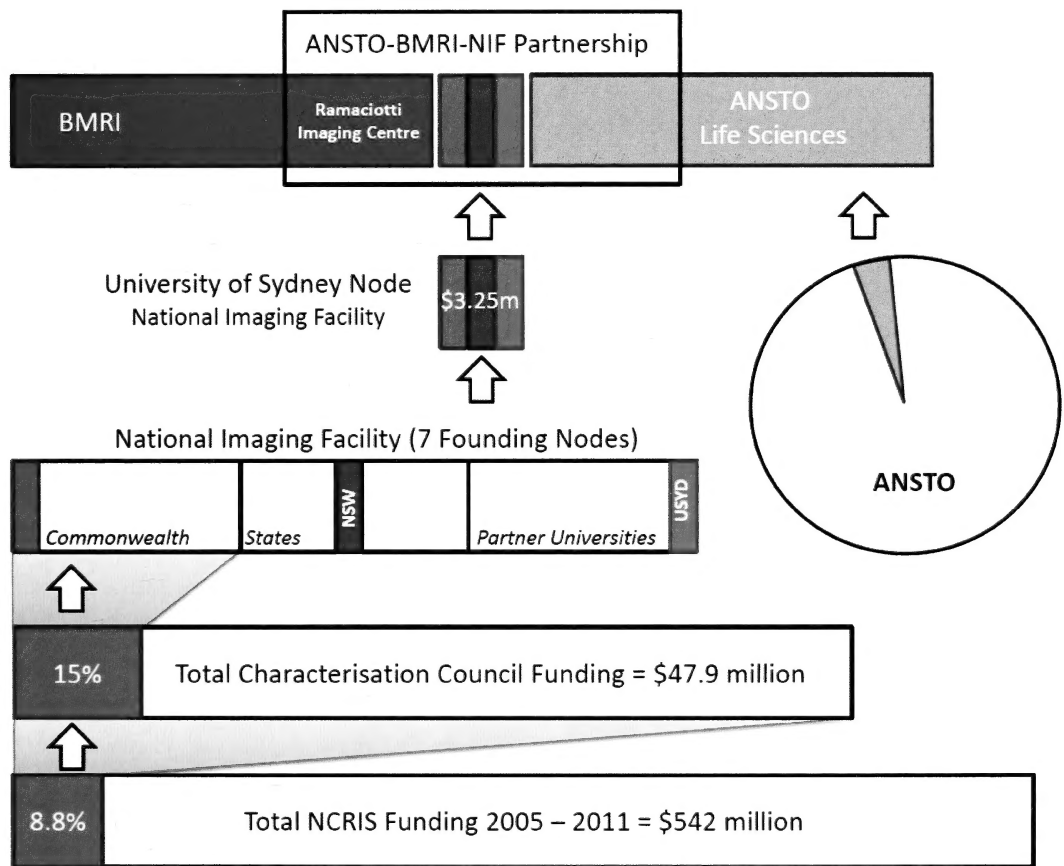 ANSTO-BMRI-NIF Partnership
BMRI
Ramaciotti
Imaging Centre
ANSTO
Life Sciences
University of Sydney Node
National Imaging Facility
$3.25m
National Imaging Facility (7 Founding Nodes)
Commonwealth
States
NSW
Partner Universities
USYD
ANSTO
15%
Total Characterisation Council Funding = $47.9 million
8.8%
Total NCRIS Funding 2005 – 2011 = $542 million